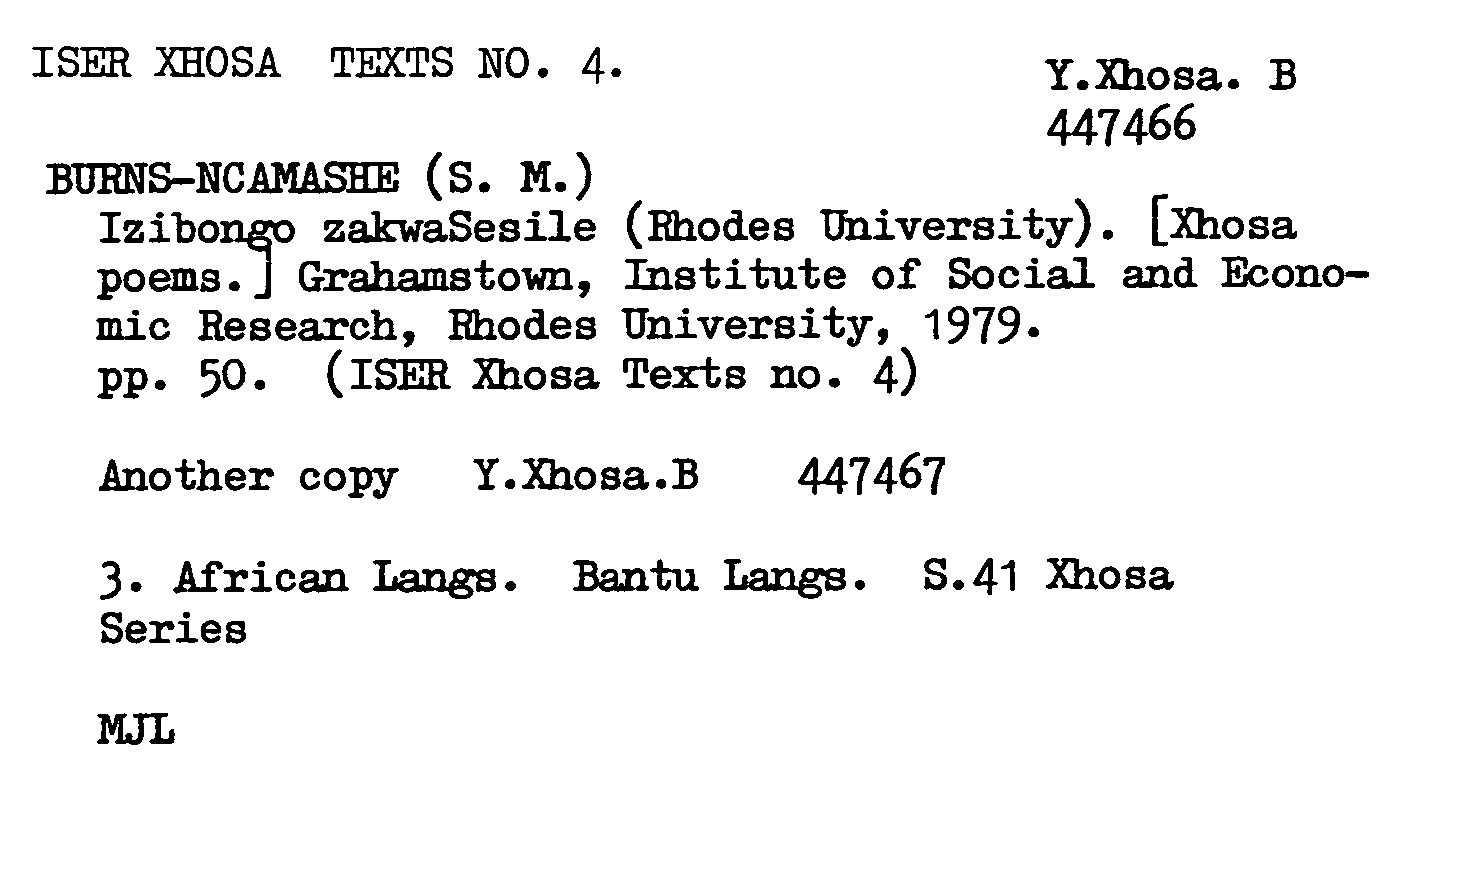 ISER XHOSA TEXTS NO. 4.
Y.Xhosa. B
447466
BURNS-NCAMASHE (S. M.)
Izibongo zakwaSesile (Rhodes University). [Xhosa
poems.] Grahamstown, Institute of Social and Econo-
mic Research, Rhodes University, 1979.
pp. 50. (ISER Xhosa Texts no. 4)
Another copy Y.Xhosa.B 447467
3. African Langs. Bantu Langs. S.41 Xhosa
Series
MJL